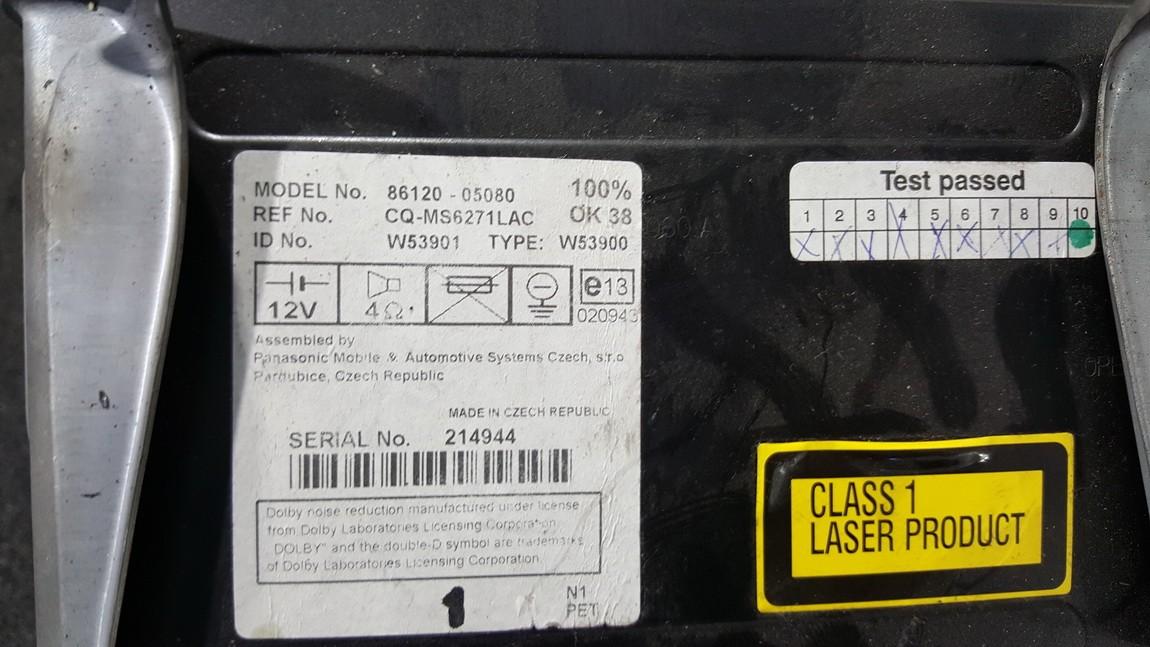 MODEL No. 86120 - 05080 100%
REF No. CQ-MS6271LAC OK 38
ID No. W53901 TYPE: W53900
12V 4Ω e13
020943
Assembled by
Panasonic Mobile & Automotive Systems Czech, s.r.o
Pardubice, Czech Republic
MADE IN CZECH REPUBLIC
SERIAL No. 214944
Dolby noise reduction manufactured under license
from Dolby Laboratories Licensing Corporation.
"DOLBY" and the double-D symbol are trademarks
of Dolby Laboratories Licensing Corporation.
1
N1
PET
Test passed
1 2 3 4 5 6 7 8 9 10
CLASS 1
LASER PRODUCT